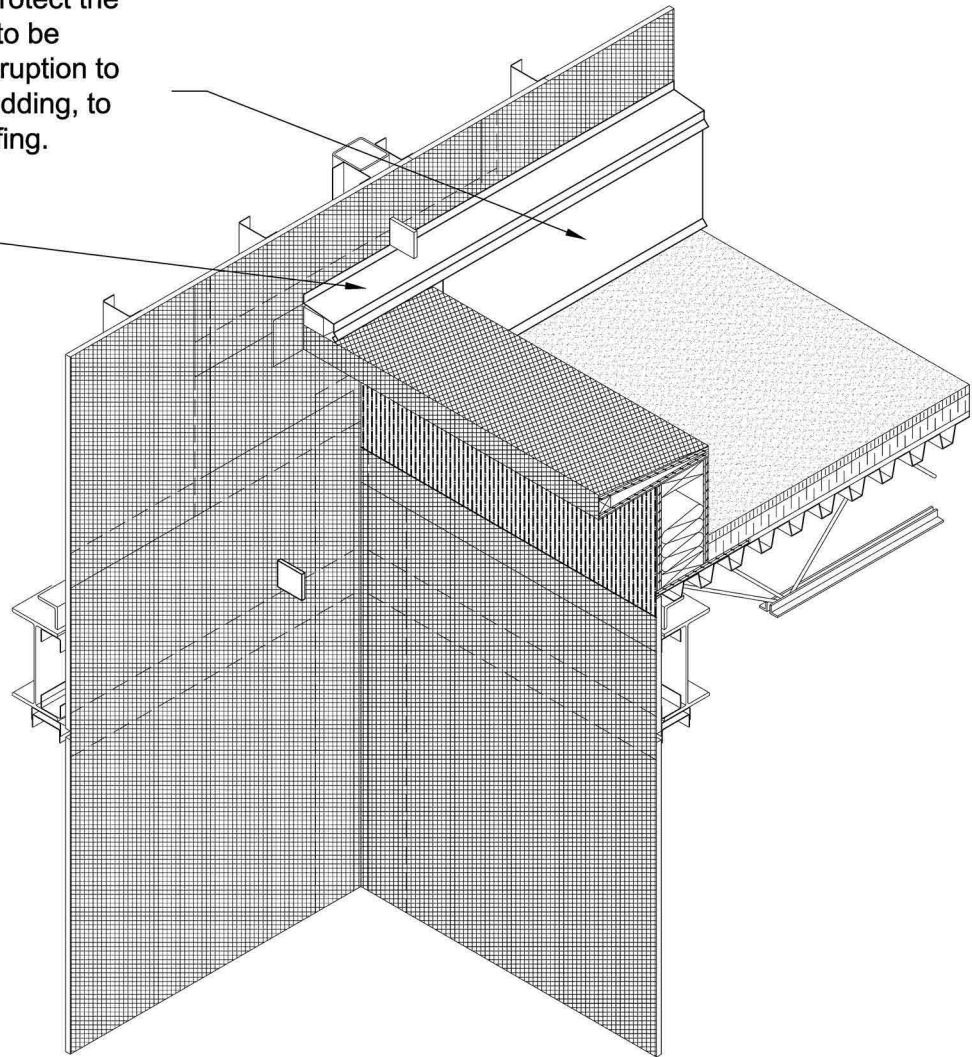 rotect the
to be
ruption to
dding, to
fing.